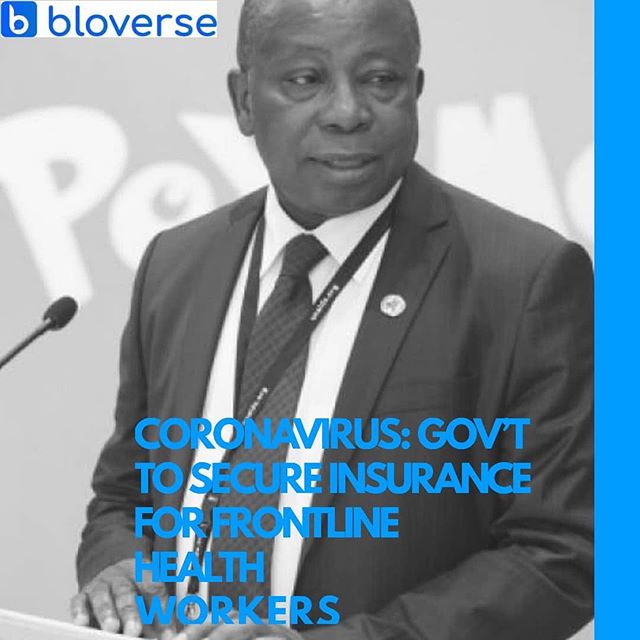 b bloverse
CORONAVIRUS: GOV'T
TO SECURE INSURANCE
FOR FRONTLINE
HEALTH
WORKERS